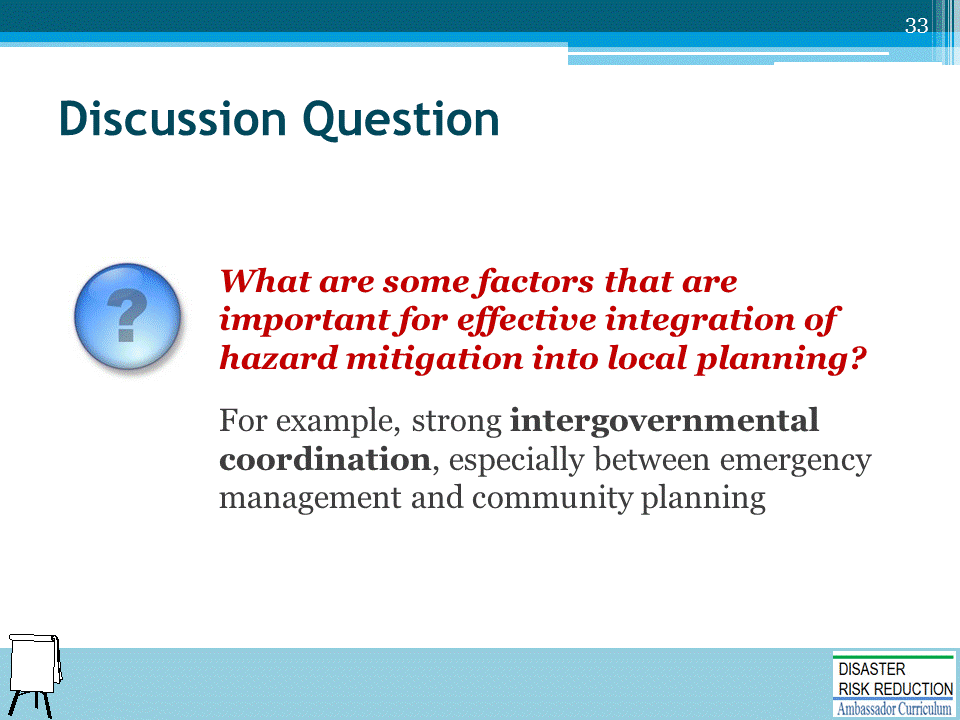 33
Discussion Question
?
What are some factors that are
important for effective integration of
hazard mitigation into local planning?
For example, strong intergovernmental
coordination, especially between emergency
management and community planning
DISASTER
RISK REDUCTION
Ambassador Curriculum